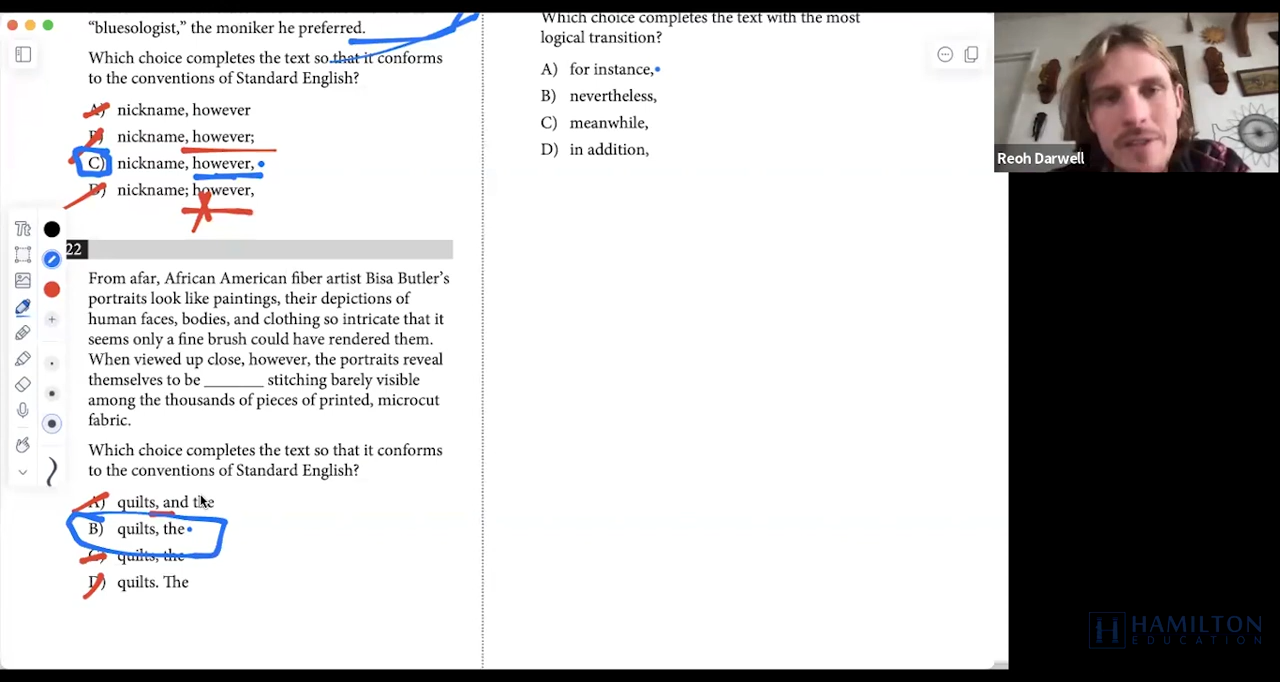 "bluesologist," the moniker he preferred.
Which choice completes the text so that it conforms
to the conventions of Standard English?
A) nickname, however
B) nickname, however;
C) nickname, however,
D) nickname; however,
22
From afar, African American fiber artist Bisa Butler's
portraits look like paintings, their depictions of
human faces, bodies, and clothing so intricate that it
seems only a fine brush could have rendered them.
When viewed up close, however, the portraits reveal
themselves to be _______ stitching barely visible
among the thousands of pieces of printed, microcut
fabric.
Which choice completes the text so that it conforms
to the conventions of Standard English?
A) quilts, and the
B) quilts, the
C) quilts; the
D) quilts. The
Which choice completes the text with the most
logical transition?
A) for instance,
B) nevertheless,
C) meanwhile,
D) in addition,
Tt
Reoh Darwell
HAMILTON
EDUCATION